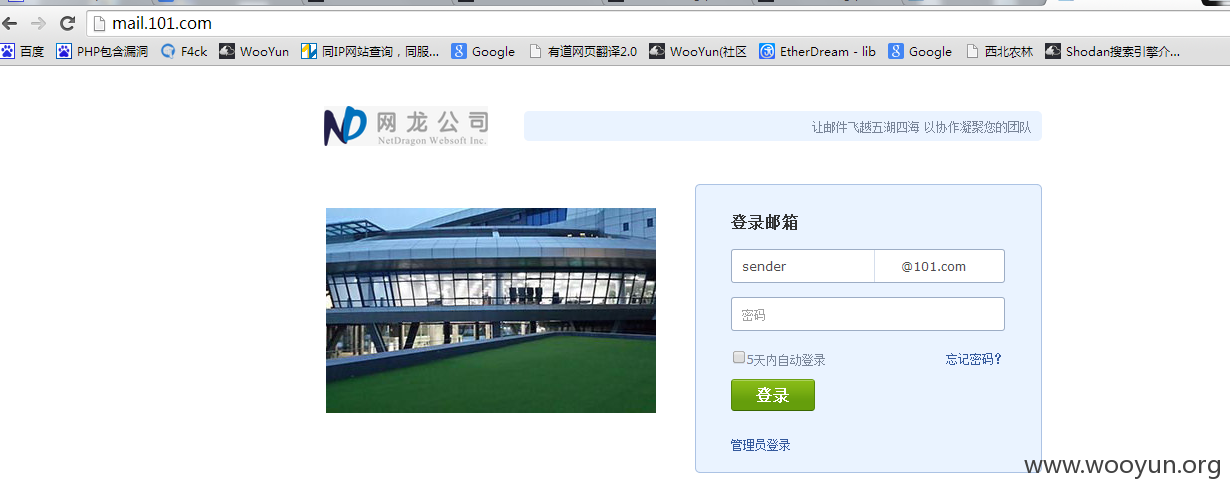 mail.101.com
百度 PHP包含漏洞 F4ck WooYun 同IP网站查询，同服... Google 有道网页翻译2.0 WooYun(社区 EtherDream - lib Google 西北农林 Shodan搜索引擎介...
ND 网龙公司
NetDragon Websoft Inc.
让邮件飞越五湖四海 以协作凝聚您的团队
登录邮箱
sender @101.com
密码
5天内自动登录 忘记密码?
登录
管理员登录
www.wooyun.org